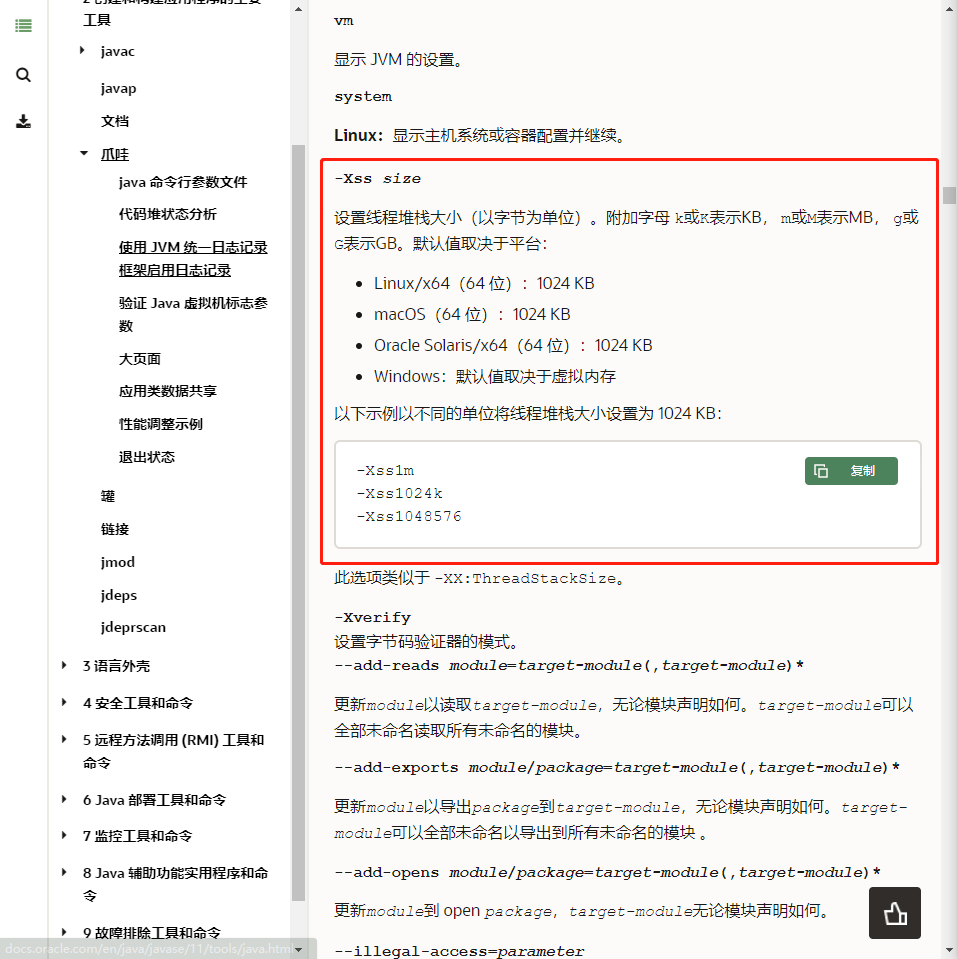 2 创建和构建应用程序的主要
工具
javac
javap
文档
爪哇
java 命令行参数文件
代码堆状态分析
使用 JVM 统一日志记录
框架启用日志记录
验证 Java 虚拟机标志参
数
大页面
应用类数据共享
性能调整示例
退出状态
罐
链接
jmod
jdeps
jdeprscan
3 语言外壳
4 安全工具和命令
5 远程方法调用 (RMI) 工具和
命令
6 Java 部署工具和命令
7 监控工具和命令
8 Java 辅助功能实用程序和命
令
9 故障排除工具和命令
docs.oracle.com/en/java/javase/11/tools/java.html
vm
显示 JVM 的设置。
system
Linux：显示主机系统或容器配置并继续。
-Xss size
设置线程堆栈大小（以字节为单位）。附加字母 k或K表示KB， m或M表示MB， g或
G表示GB。默认值取决于平台：
• Linux/x64（64 位）：1024 KB
• macOS（64 位）：1024 KB
• Oracle Solaris/x64（64 位）：1024 KB
• Windows：默认值取决于虚拟内存
以下示例以不同的单位将线程堆栈大小设置为 1024 KB：
复制
-Xss1m
-Xss1024k
-Xss1048576
此选项类似于 -XX:ThreadStackSize。
-Xverify
设置字节码验证器的模式。
--add-reads module=target-module(,target-module)*
更新module以读取target-module，无论模块声明如何。target-module可以
全部未命名读取所有未命名的模块。
--add-exports module/package=target-module(,target-module)*
更新module以导出package到target-module，无论模块声明如何。target-
module可以全部未命名以导出到所有未命名的模块 。
--add-opens module/package=target-module(,target-module)*
更新module到 open package，target-module无论模块声明如何。
--illegal-access=parameter